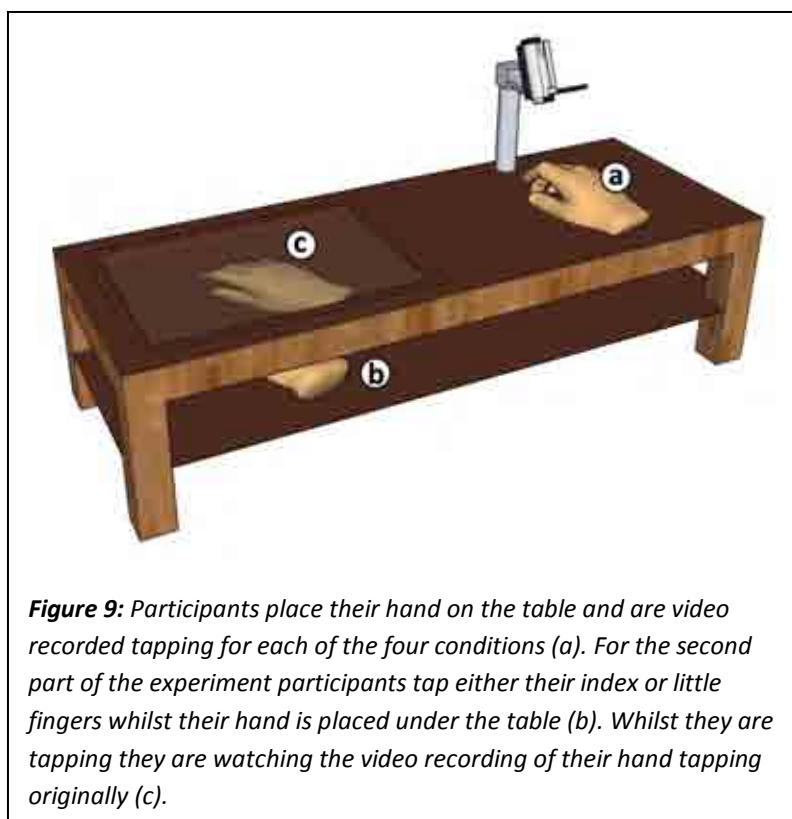 a
c
b
Figure 9: Participants place their hand on the table and are video
recorded tapping for each of the four conditions (a). For the second
part of the experiment participants tap either their index or little
fingers whilst their hand is placed under the table (b). Whilst they are
tapping they are watching the video recording of their hand tapping
originally (c).